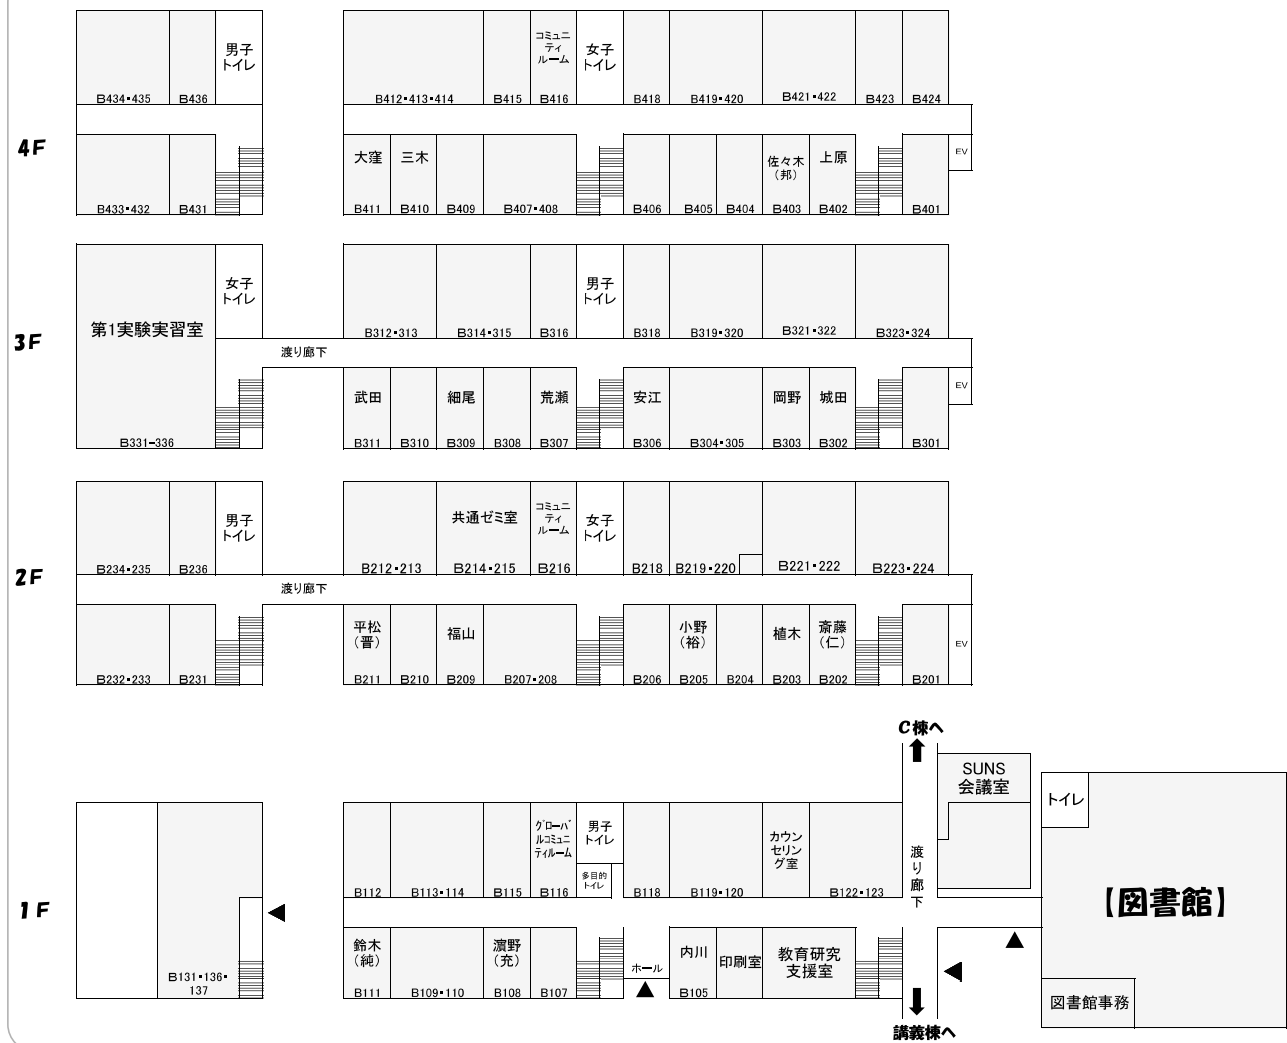 男子
トイレ
コミュニ
ティ
ルーム
女子
トイレ
B434・435
B436
B412・413・414
B415
B416
B418
B419・420
B421・422
B423
B424
4F
大窪
三木
佐々木
(邦)
上原
EV
B433・432
B431
B411
B410
B409
B407・408
B406
B405
B404
B403
B402
B401
女子
トイレ
男子
トイレ
第1実験実習室
B312・313
B314・315
B316
B318
B319・320
B321・322
B323・324
3F
渡り廊下
武田
細尾
荒瀬
安江
岡野
城田
EV
B331-336
B311
B310
B309
B308
B307
B306
B304・305
B303
B302
B301
男子
トイレ
共通ゼミ室
コミュニ
ティ
ルーム
女子
トイレ
B234・235
B236
B212・213
B214・215
B216
B218
B219・220
B221・222
B223・224
2F
渡り廊下
平松
(晋)
福山
小野
(裕)
植木
斎藤
(仁)
EV
B232・233
B231
B211
B210
B209
B207・208
B206
B205
B204
B203
B202
B201
C棟へ
SUNS
会議室
トイレ
グローバ
ルコミュニ
ティルーム
男子
トイレ
多目的
トイレ
カウン
セリン
グ室
渡り廊下
B112
B113・114
B115
B116
B118
B119・120
B122・123
1F
【図書館】
鈴木
(純)
濵野
(充)
ホール
内川
印刷室
教育研究
支援室
B131・136・
137
B111
B109・110
B108
B107
B105
図書館事務
講義棟へ